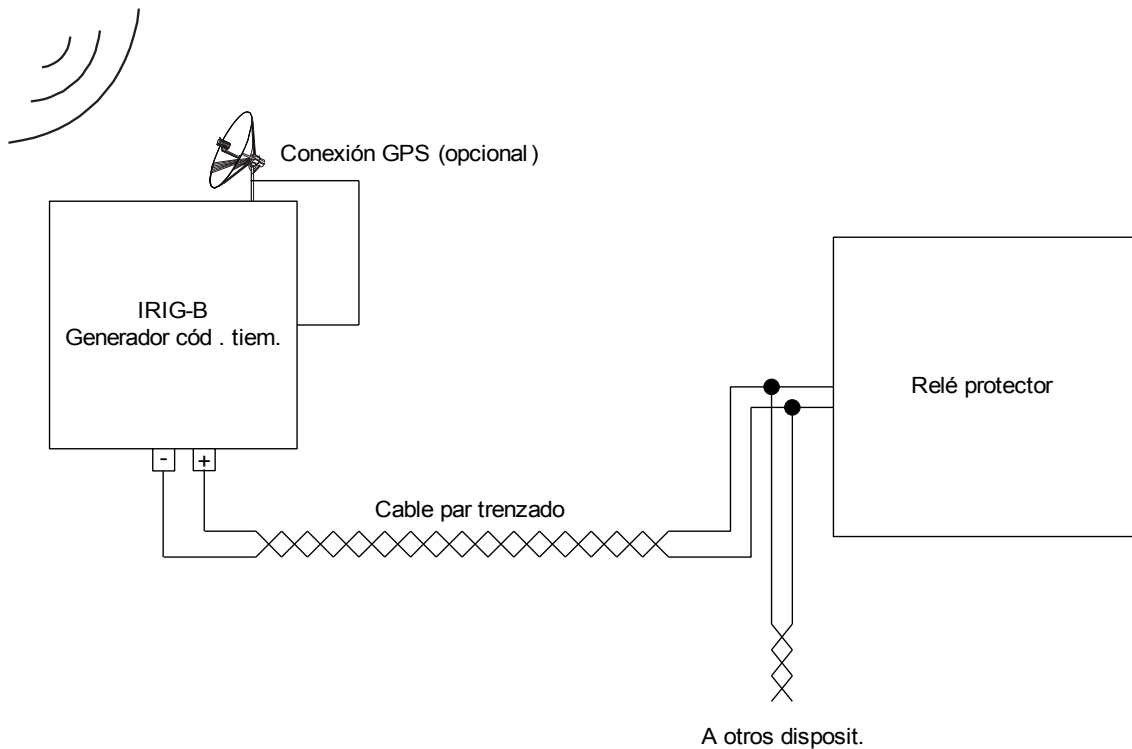 Conexión GPS (opcional)
IRIG-B
Generador cód . tiem.
Relé protector
- +
Cable par trenzado
A otros disposit.